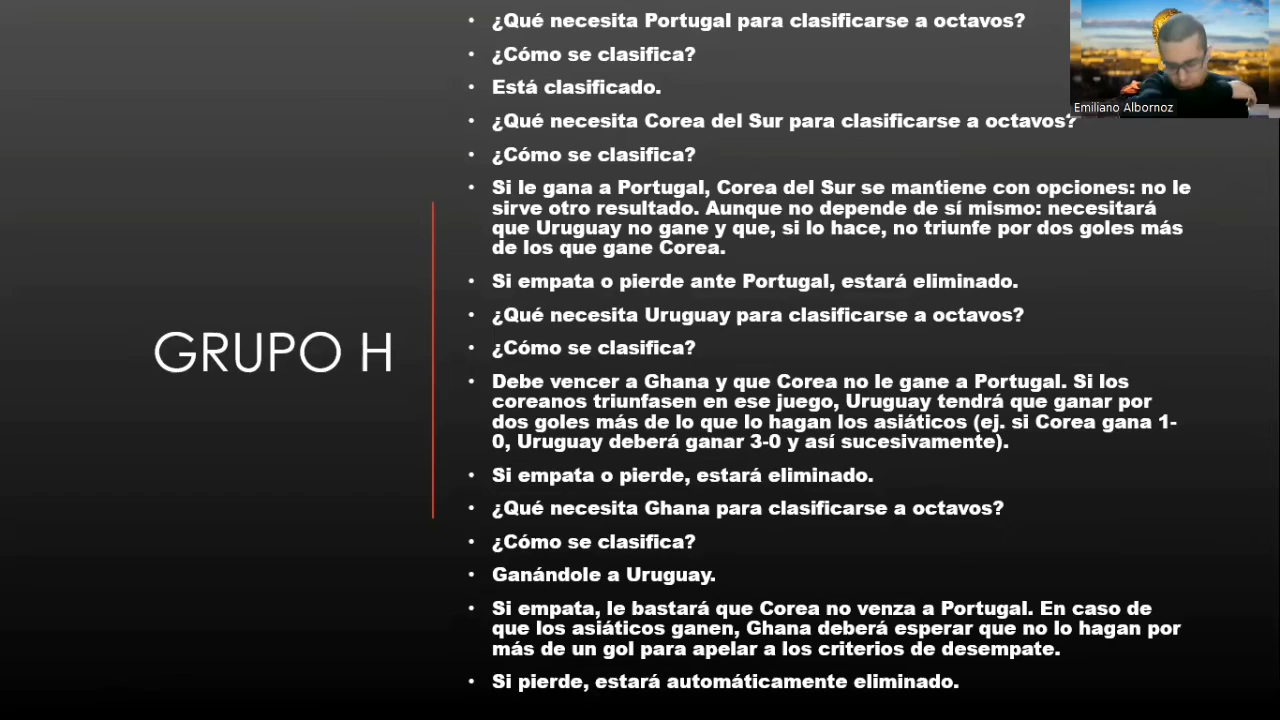 ¿Qué necesita Portugal para clasificarse a octavos?
¿Cómo se clasifica?
Está clasificado.
Emiliano Albornoz
¿Qué necesita Corea del Sur para clasificarse a octavos?
¿Cómo se clasifica?
Si le gana a Portugal, Corea del Sur se mantiene con opciones: no le
sirve otro resultado. Aunque no depende de sí mismo: necesitará
que Uruguay no gane y que, si lo hace, no triunfe por dos goles más
de los que gane Corea.
Si empata o pierde ante Portugal, estará eliminado.
¿Qué necesita Uruguay para clasificarse a octavos?
¿Cómo se clasifica?
GRUPO H
Debe vencer a Ghana y que Corea no le gane a Portugal. Si los
coreanos triunfasen en ese juego, Uruguay tendrá que ganar por
dos goles más de lo que lo hagan los asiáticos (ej. si Corea gana 1-
0, Uruguay deberá ganar 3-0 y así sucesivamente).
Si empata o pierde, estará eliminado.
¿Qué necesita Ghana para clasificarse a octavos?
¿Cómo se clasifica?
Ganándole a Uruguay.
Si empata, le bastará que Corea no venza a Portugal. En caso de
que los asiáticos ganen, Ghana deberá esperar que no lo hagan por
más de un gol para apelar a los criterios de desempate.
Si pierde, estará automáticamente eliminado.